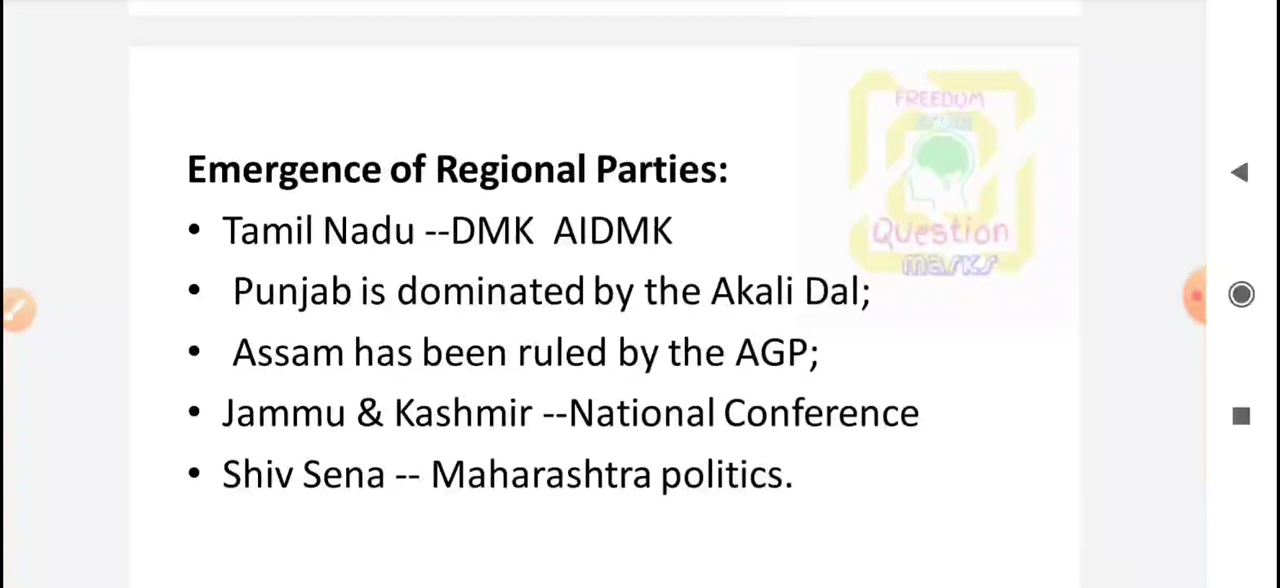 FREEDOM
Question
marks
Emergence of Regional Parties:
• Tamil Nadu --DMK  AIDMK
• Punjab is dominated by the Akali Dal;
• Assam has been ruled by the AGP;
• Jammu & Kashmir --National Conference
• Shiv Sena -- Maharashtra politics.